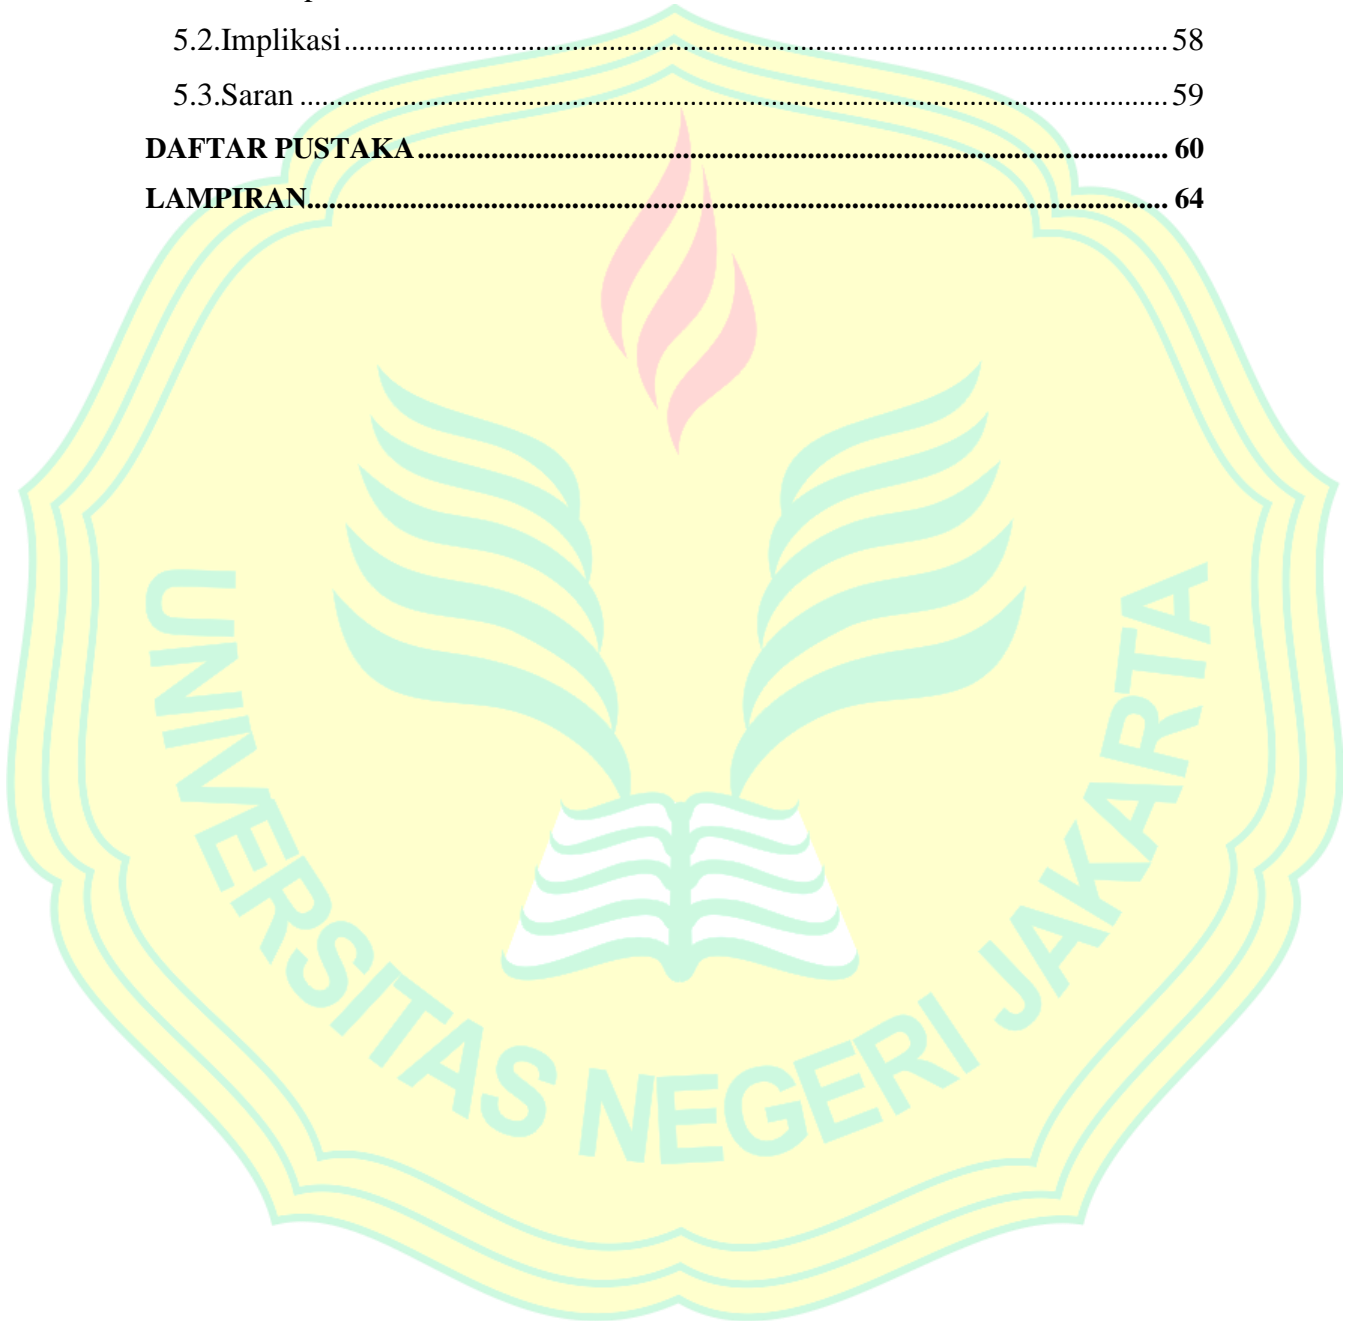 5.2.Implikasi.................................................................................................................58
5.3.Saran .......................................................................................................................59
DAFTAR PUSTAKA....................................................................................................... 60
LAMPIRAN...................................................................................................................... 64
UNIVERSITAS NEGERI JAKARTA